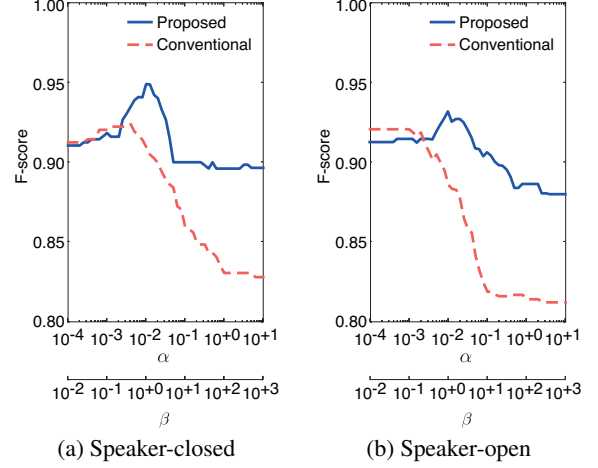 1.00
0.95
0.90
0.85
0.80
F-score
Proposed
Conventional
10-4 10-3 10-2 10-1 10+0 10+1
α
10-2 10-1 10+0 10+1 10+2 10+3
β
(a) Speaker-closed
1.00
0.95
0.90
0.85
0.80
F-score
Proposed
Conventional
10-4 10-3 10-2 10-1 10+0 10+1
α
10-2 10-1 10+0 10+1 10+2 10+3
β
(b) Speaker-open